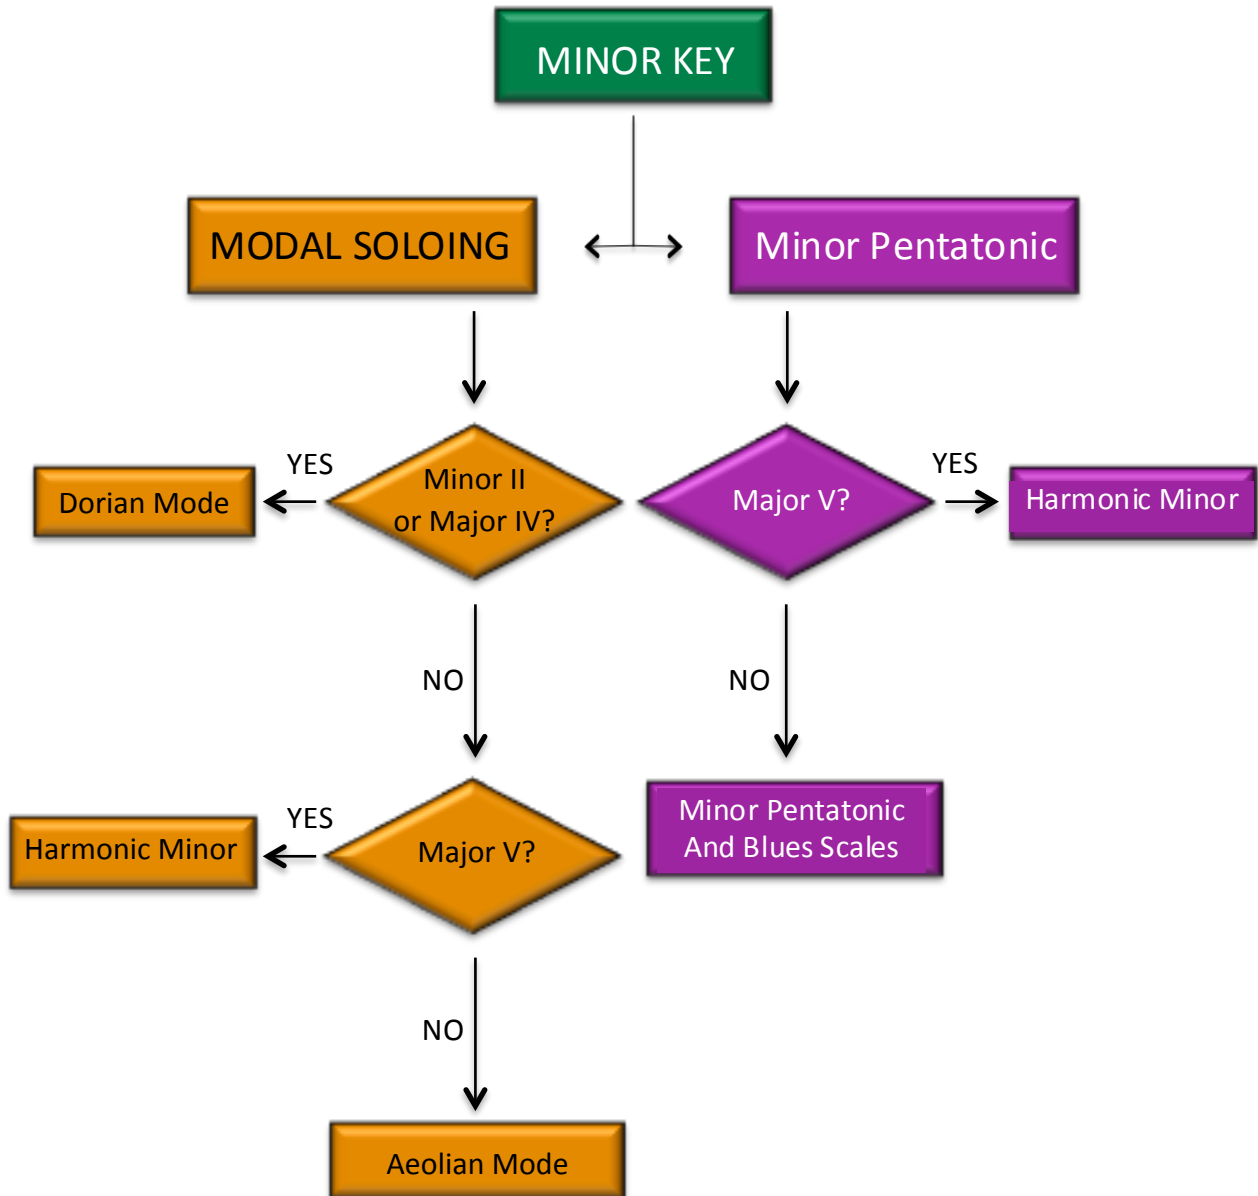 MINOR KEY
MODAL SOLOING
Minor Pentatonic
YES
Minor II
or Major IV?
Dorian Mode
Major V?
YES
Harmonic Minor
NO
NO
YES
Harmonic Minor
Major V?
Minor Pentatonic
And Blues Scales
NO
Aeolian Mode